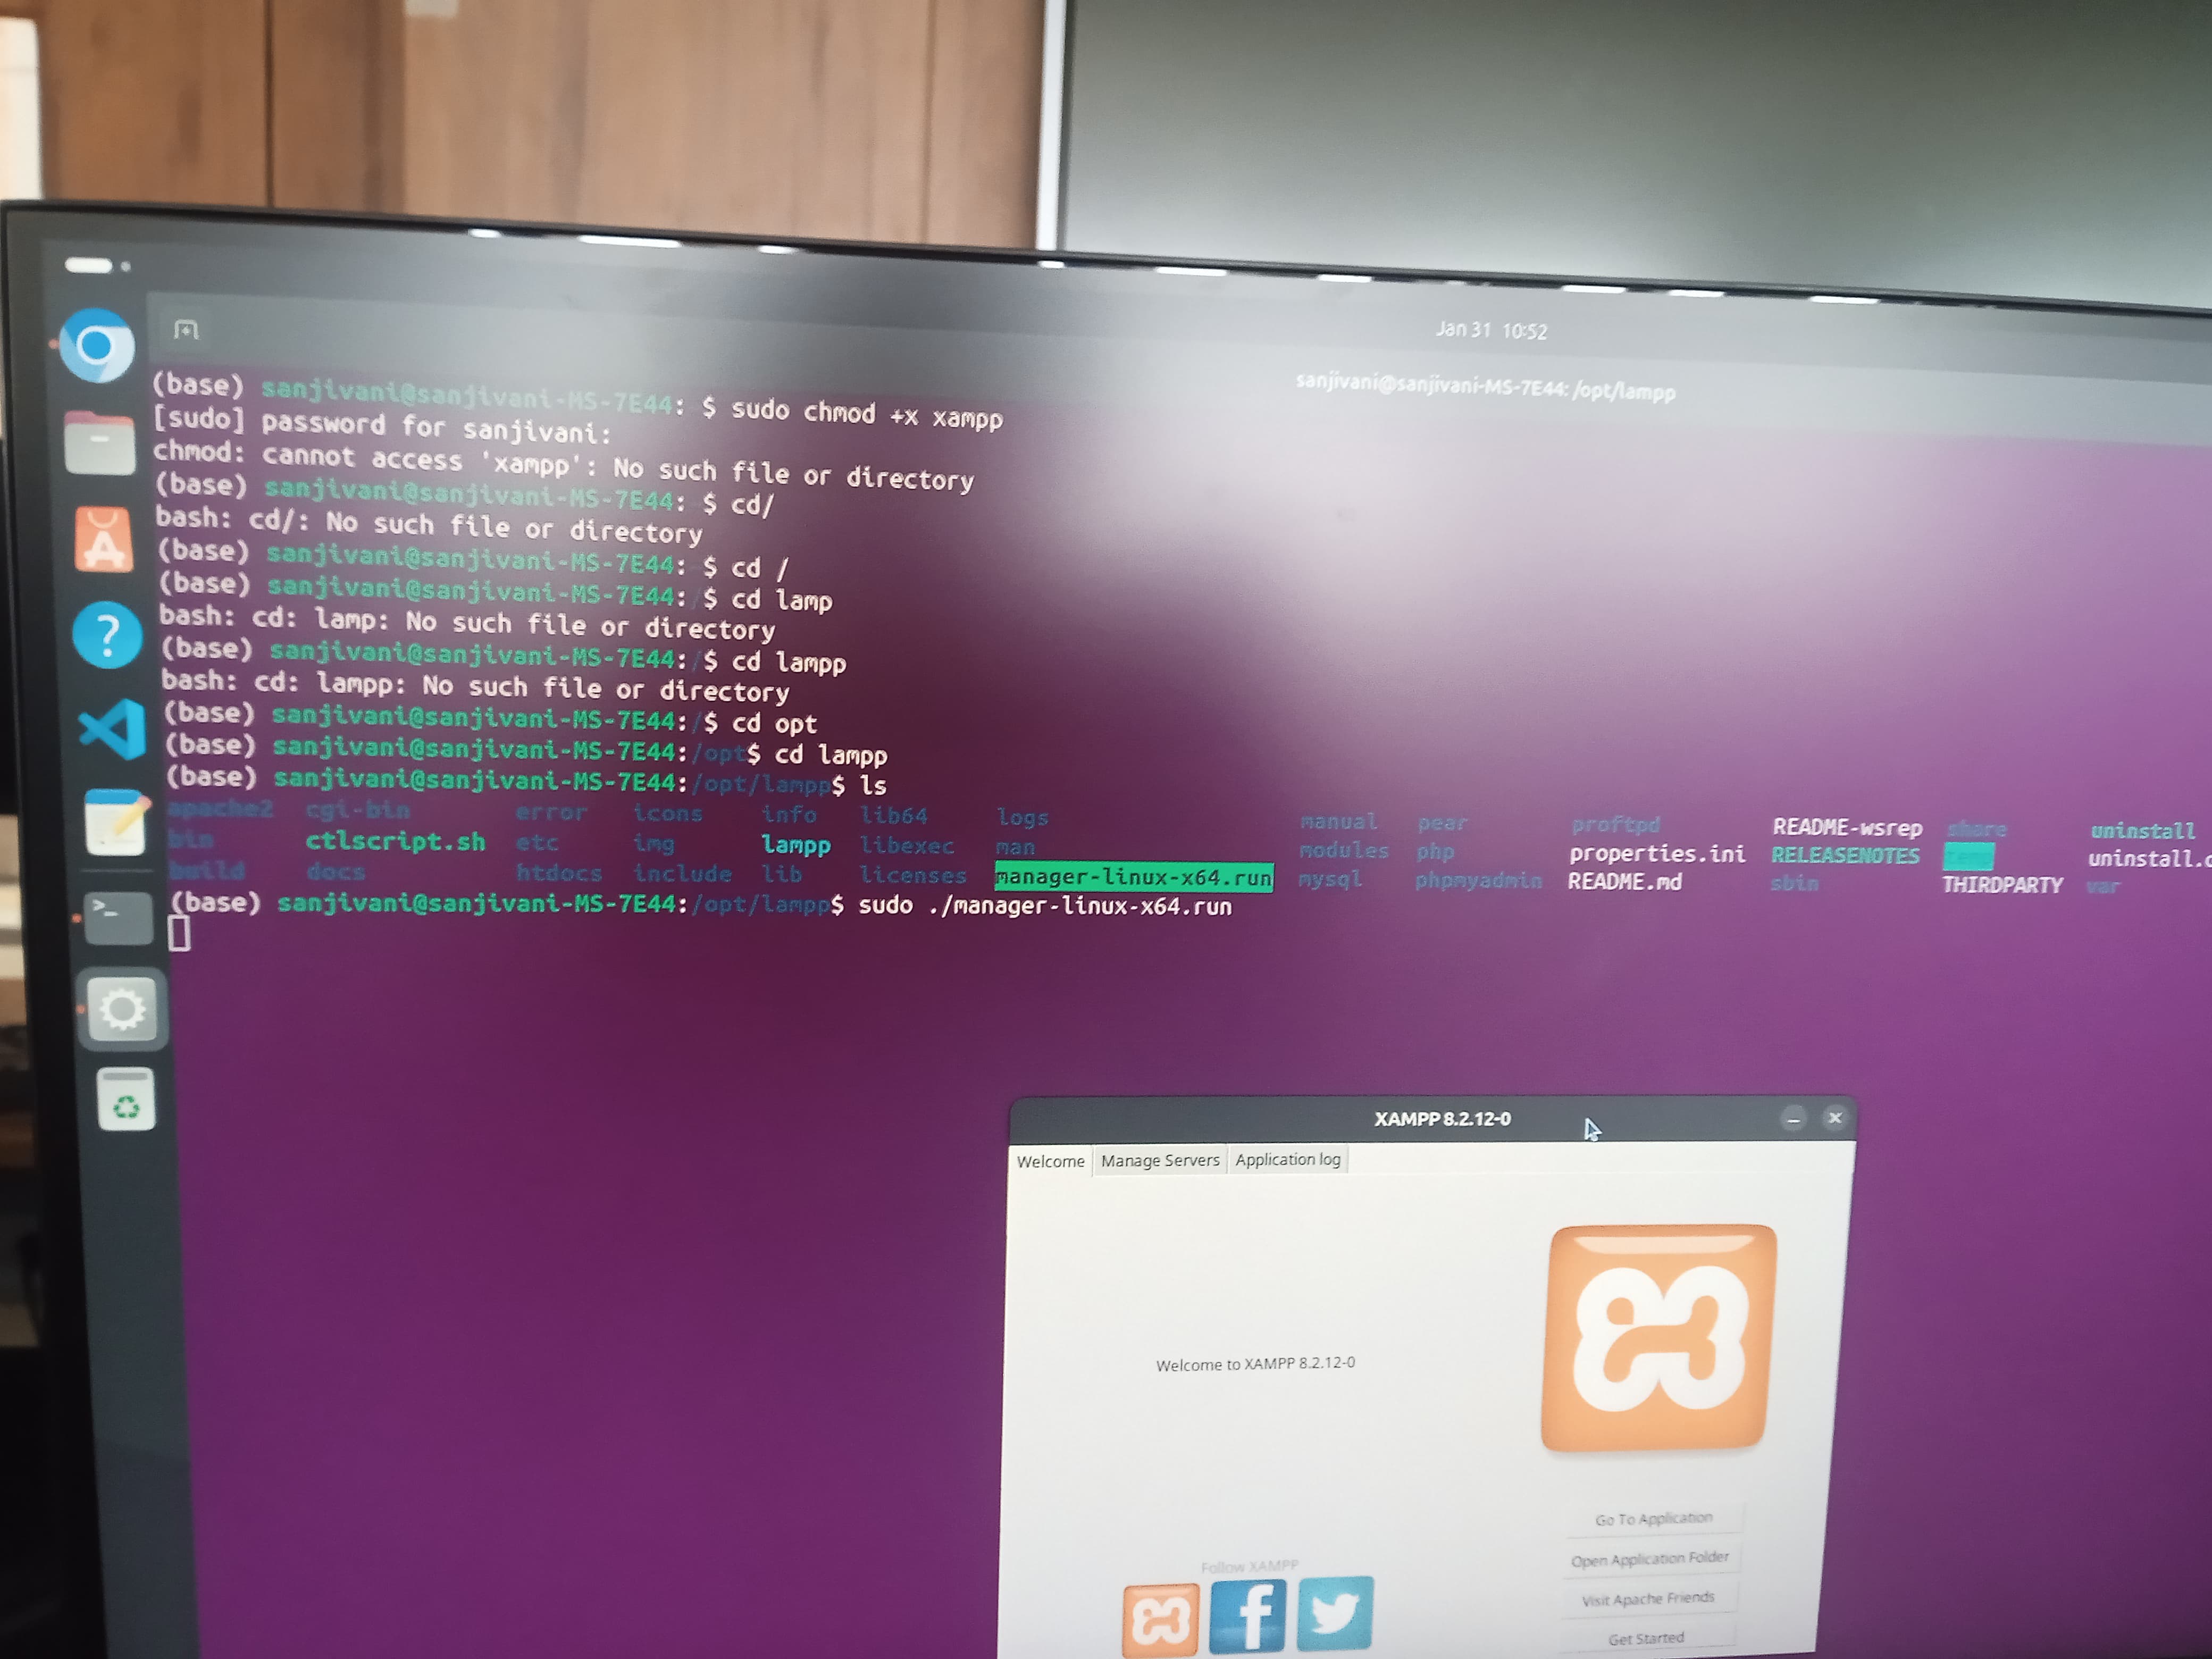 Jan 31 10:52
sanjivani@sanjivani-MS-7E44: /opt/lampp
(base) sanjivani@sanjivani-MS-7E44: $ sudo chmod +x xampp
[sudo] password for sanjivani:
chmod: cannot access 'xampp': No such file or directory
(base) sanjivani@sanjivani-MS-7E44: $ cd/
bash: cd/: No such file or directory
(base) sanjivani@sanjivani-MS-7E44: $ cd /
(base) sanjivani@sanjivani-MS-7E44:/$ cd lamp
bash: cd: lamp: No such file or directory
(base) sanjivani@sanjivani-MS-7E44:/$ cd lampp
bash: cd: lampp: No such file or directory
(base) sanjivani@sanjivani-MS-7E44:/$ cd opt
(base) sanjivani@sanjivani-MS-7E44:/opt$ cd lampp
(base) sanjivani@sanjivani-MS-7E44:/opt/lampp$ ls
apache2 cgi-bin error icons info lib64 logs manual pear proftpd README-wsrep share uninstall
bin ctlscript.sh etc img lampp libexec man modules php properties.ini RELEASENOTES temp uninstall.
build docs htdocs include lib licenses manager-linux-x64.run mysql phpmyadmin README.md sbin THIRDPARTY var
(base) sanjivani@sanjivani-MS-7E44:/opt/lampp$ sudo ./manager-linux-x64.run
XAMPP 8.2.12-0
Welcome Manage Servers Application log
Welcome to XAMPP 8.2.12-0
Go To Application
Open Application Folder
Visit Apache Friends
Get Started
Follow XAMPP